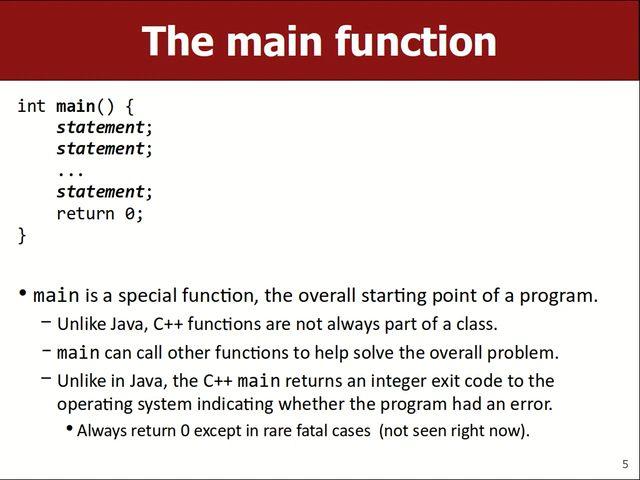 The main function
int main() {
statement;
statement;
...
statement;
return 0;
}
• main is a special function, the overall starting point of a program.
– Unlike Java, C++ functions are not always part of a class.
– main can call other functions to help solve the overall problem.
– Unlike in Java, the C++ main returns an integer exit code to the
operating system indicating whether the program had an error.
• Always return 0 except in rare fatal cases (not seen right now).
5